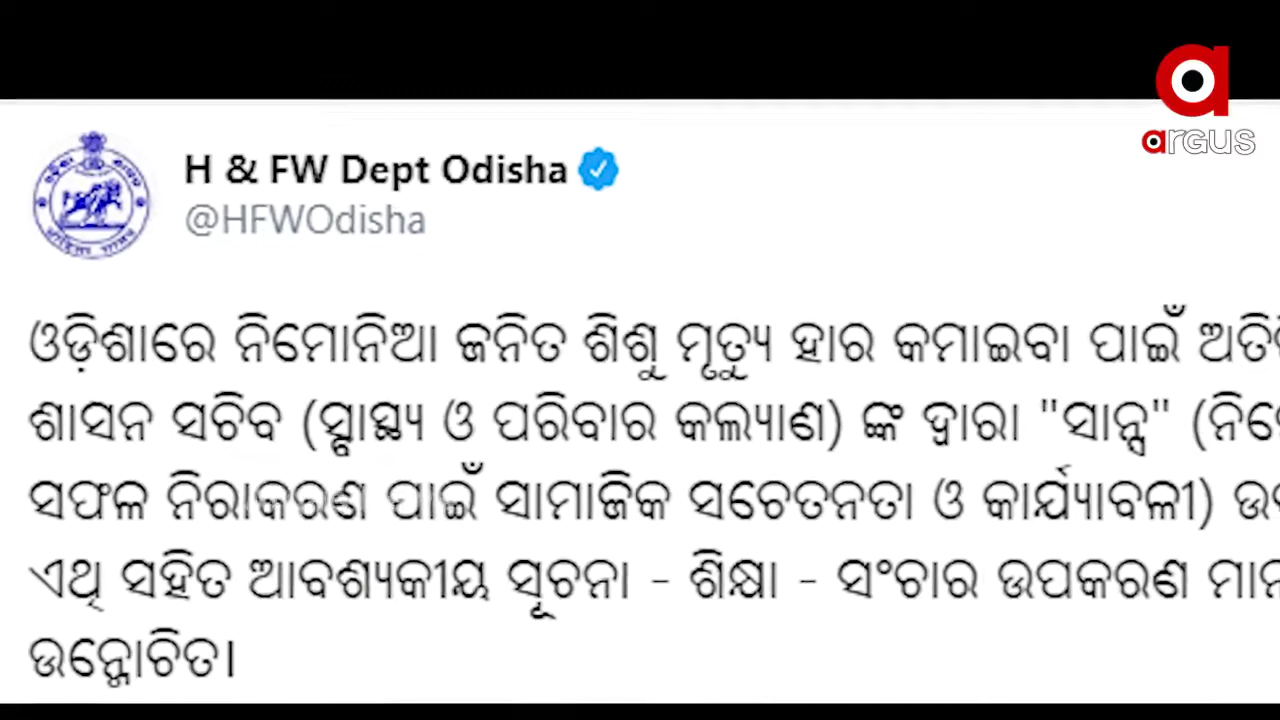 argus
H & FW Dept Odisha
@HFWOdisha
ଓଡ଼ିଶାରେ ନିମୋନିଆ ଜନିତ ଶିଶୁ ମୃତ୍ୟୁ ହାର କମାଇବା ପାଇଁ
ଶାସନ ସଚିବ (ସ୍ବାସ୍ଥ୍ୟ ଓ ପରିବାର କଲ୍ୟାଣ) ଙ୍କ ଦ୍ୱାରା "ସାନ୍ସ"
ସଫଳ ନିରାକରଣ ପାଇଁ ସାମାଜିକ ସଚେତନତା ଓ କାର୍ଯ୍ୟାବଳୀ)
ଏଥି ସହିତ ଆବଶ୍ୟକୀୟ ସୂଚନା - ଶିକ୍ଷା - ସଂଚାର ଉପକରଣ ମାନ
ଉନ୍ମୋଚିତ।